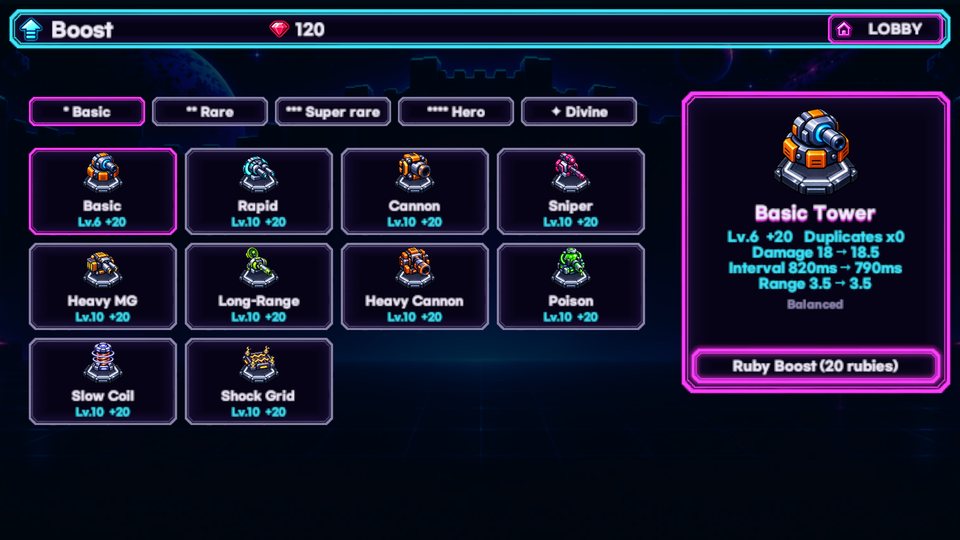 Boost
120
LOBBY
* Basic
** Rare
*** Super rare
**** Hero
✦ Divine
Basic
Lv.6 +20
Rapid
Lv.10 +20
Cannon
Lv.10 +20
Sniper
Lv.10 +20
Heavy MG
Lv.10 +20
Long-Range
Lv.10 +20
Heavy Cannon
Lv.10 +20
Poison
Lv.10 +20
Slow Coil
Lv.10 +20
Shock Grid
Lv.10 +20
Basic Tower
Lv.6 +20 Duplicates x0
Damage 18 → 18.5
Interval 820ms → 790ms
Range 3.5 → 3.5
Balanced
Ruby Boost (20 rubies)